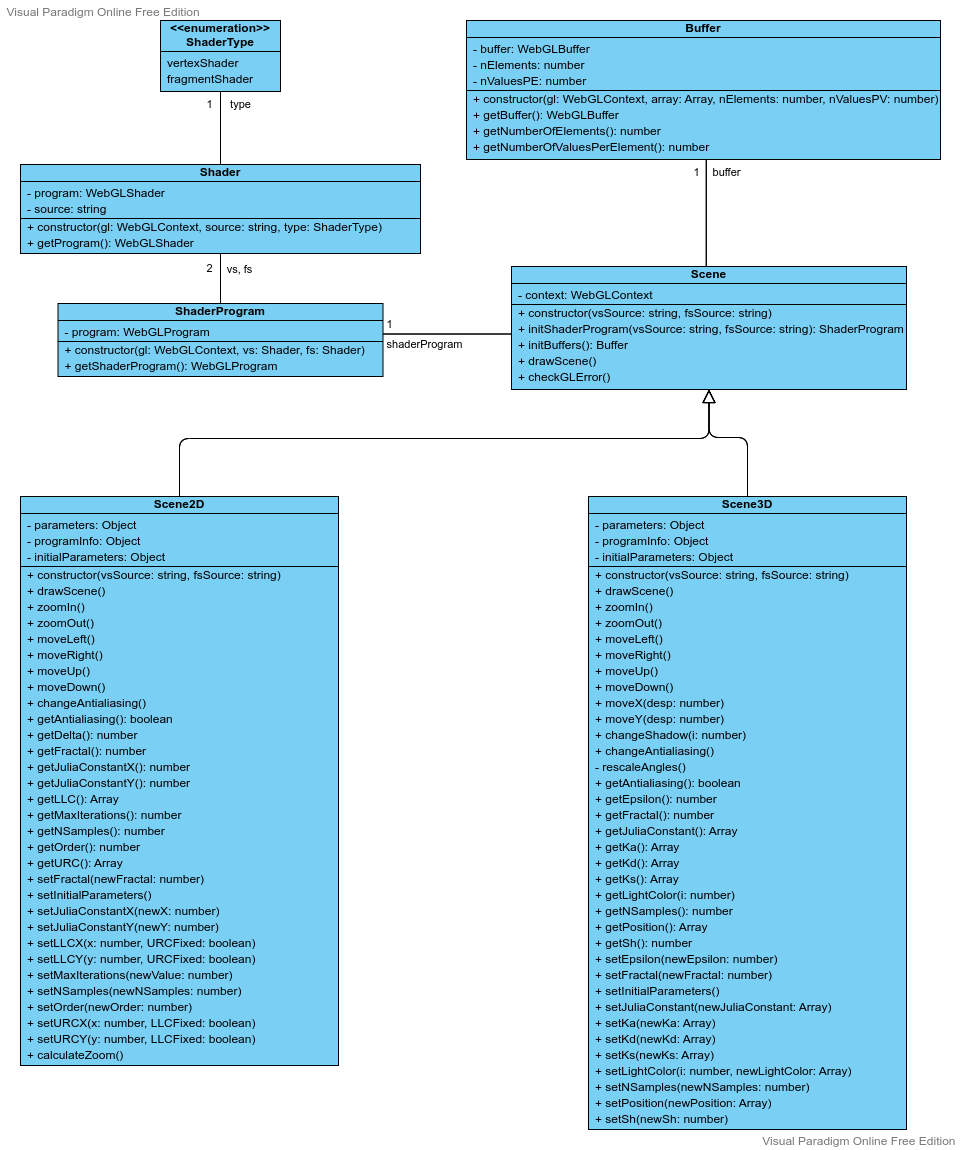 Visual Paradigm Online Free Edition
<<enumeration>>
ShaderType
vertexShader
fragmentShader
1 type
Buffer
- buffer: WebGLBuffer
- nElements: number
- nValuesPE: number
+ constructor(gl: WebGLContext, array: Array, nElements: number, nValuesPV: number)
+ getBuffer(): WebGLBuffer
+ getNumberOfElements(): number
+ getNumberOfValuesPerElement(): number
1 buffer
Shader
- program: WebGLShader
- source: string
+ constructor(gl: WebGLContext, source: string, type: ShaderType)
+ getProgram(): WebGLShader
2 vs, fs
ShaderProgram
- program: WebGLProgram
+ constructor(gl: WebGLContext, vs: Shader, fs: Shader)
+ getShaderProgram(): WebGLProgram
1
shaderProgram
Scene
- context: WebGLContext
+ constructor(vsSource: string, fsSource: string)
+ initShaderProgram(vsSource: string, fsSource: string): ShaderProgram
+ initBuffers(): Buffer
+ drawScene()
+ checkGLError()
Scene2D
- parameters: Object
- programInfo: Object
- initialParameters: Object
+ constructor(vsSource: string, fsSource: string)
+ drawScene()
+ zoomIn()
+ zoomOut()
+ moveLeft()
+ moveRight()
+ moveUp()
+ moveDown()
+ changeAntialiasing()
+ getAntialiasing(): boolean
+ getDelta(): number
+ getFractal(): number
+ getJuliaConstantX(): number
+ getJuliaConstantY(): number
+ getLLC(): Array
+ getMaxIterations(): number
+ getNSamples(): number
+ getOrder(): number
+ getURC(): Array
+ setFractal(newFractal: number)
+ setInitialParameters()
+ setJuliaConstantX(newX: number)
+ setJuliaConstantY(newY: number)
+ setLLCX(x: number, URCFixed: boolean)
+ setLLCY(y: number, URCFixed: boolean)
+ setMaxIterations(newValue: number)
+ setNSamples(newNSamples: number)
+ setOrder(newOrder: number)
+ setURCX(x: number, LLCFixed: boolean)
+ setURCY(y: number, LLCFixed: boolean)
+ calculateZoom()
Scene3D
- parameters: Object
- programInfo: Object
- initialParameters: Object
+ constructor(vsSource: string, fsSource: string)
+ drawScene()
+ zoomIn()
+ zoomOut()
+ moveLeft()
+ moveRight()
+ moveUp()
+ moveDown()
+ moveX(desp: number)
+ moveY(desp: number)
+ changeShadow(i: number)
+ changeAntialiasing()
- rescaleAngles()
+ getAntialiasing(): boolean
+ getEpsilon(): number
+ getFractal(): number
+ getJuliaConstant(): Array
+ getKa(): Array
+ getKd(): Array
+ getKs(): Array
+ getLightColor(i: number)
+ getNSamples(): number
+ getPosition(): Array
+ getSh(): number
+ setEpsilon(newEpsilon: number)
+ setFractal(newFractal: number)
+ setInitialParameters()
+ setJuliaConstant(newJuliaConstant: Array)
+ setKa(newKa: Array)
+ setKd(newKd: Array)
+ setKs(newKs: Array)
+ setLightColor(i: number, newLightColor: Array)
+ setNSamples(newNSamples: number)
+ setPosition(newPosition: Array)
+ setSh(newSh: number)
Visual Paradigm Online Free Edition